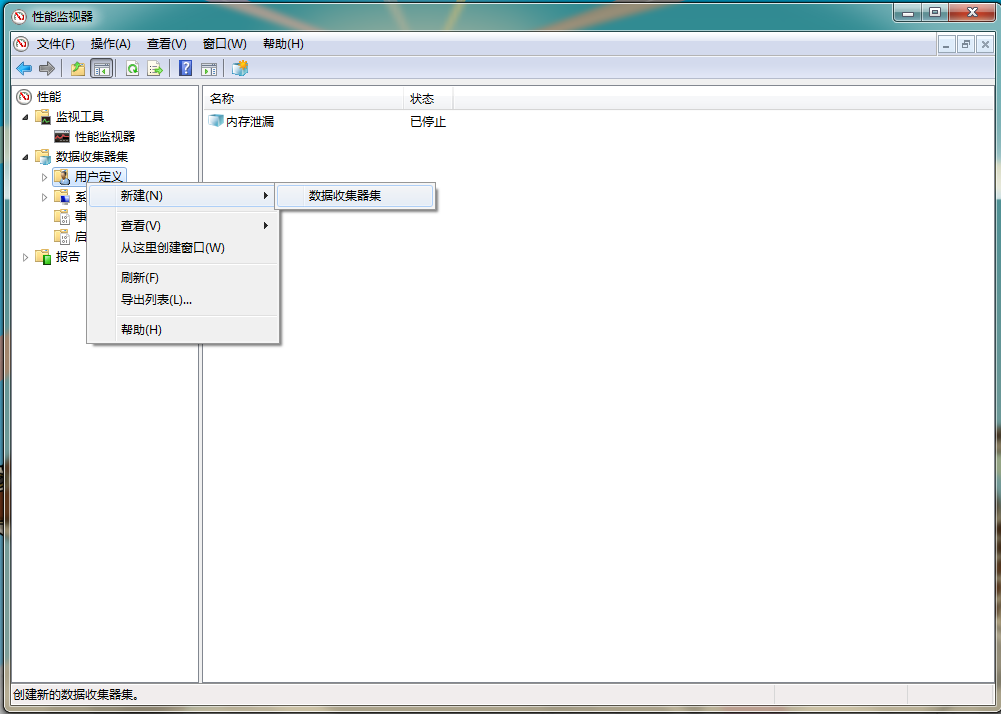 性能监视器
文件(F) 操作(A) 查看(V) 窗口(W) 帮助(H)
性能
监视工具
性能监视器
数据收集器集
用户定义
系
事
启
报告
名称 状态
内存泄漏 已停止
新建(N)
数据收集器集
查看(V)
从这里创建窗口(W)
刷新(F)
导出列表(L)...
帮助(H)
创建新的数据收集器集。